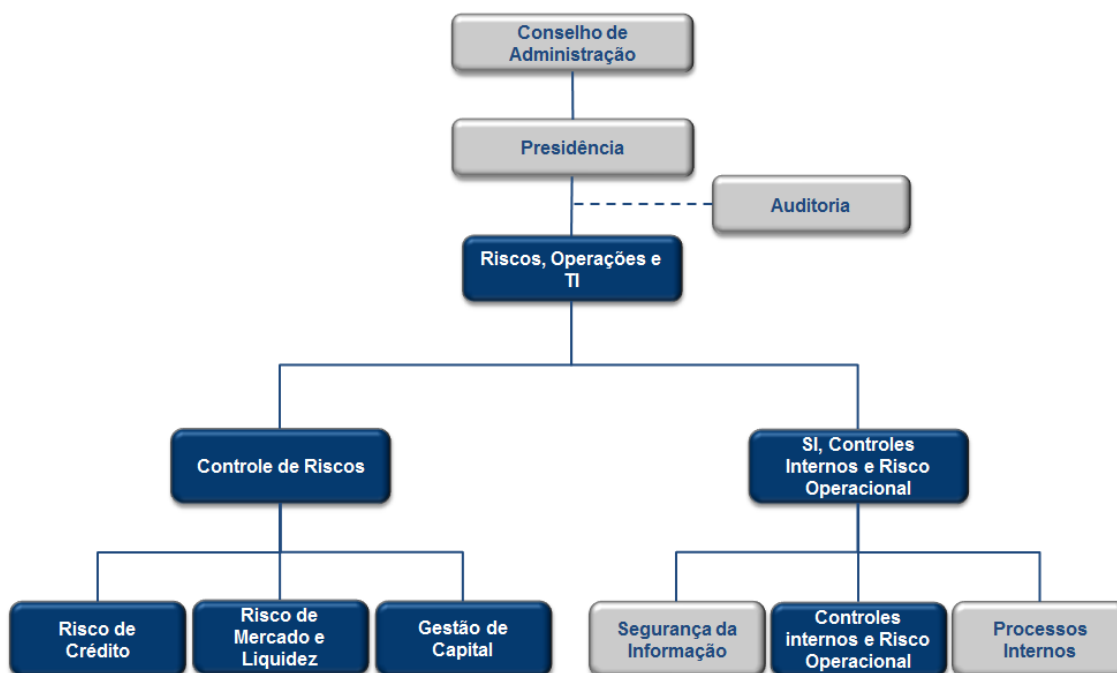 Conselho de
Administração
Presidência
Auditoria
Riscos, Operações e
TI
Controle de Riscos
SI, Controles
Internos e Risco
Operacional
Risco de
Crédito
Risco de
Mercado e
Liquidez
Gestão de
Capital
Segurança da
Informação
Controles
internos e Risco
Operacional
Processos
Internos